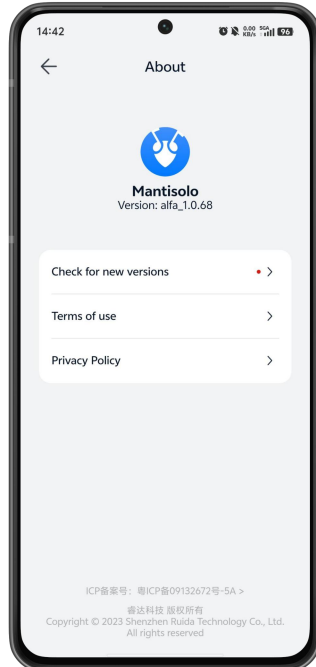 14:42
0.00 KB/s 5GA 96
About
Mantisolo
Version: alfa_1.0.68
Check for new versions
Terms of use
Privacy Policy
ICP备案号：粤ICP备09132672号-5A >
睿达科技 版权所有
Copyright © 2023 Shenzhen Ruida Technology Co., Ltd.
All rights reserved